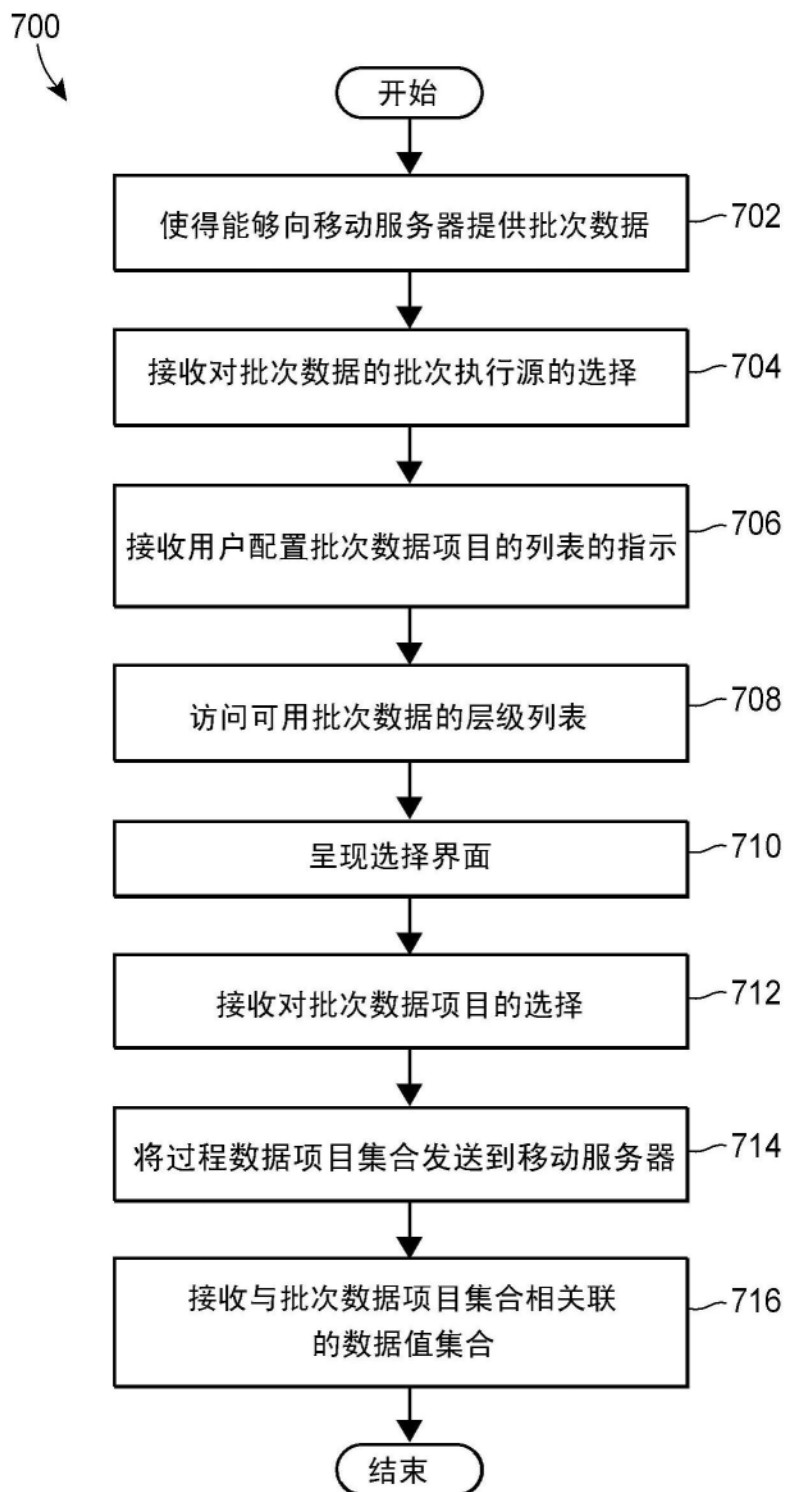 700
开始
使得能够向移动服务器提供批次数据
702
接收对批次数据的批次执行源的选择
704
接收用户配置批次数据项目的列表的指示
706
访问可用批次数据的层级列表
708
呈现选择界面
710
接收对批次数据项目的选择
712
将过程数据项目集合发送到移动服务器
714
接收与批次数据项目集合相关联
的数据值集合
716
结束